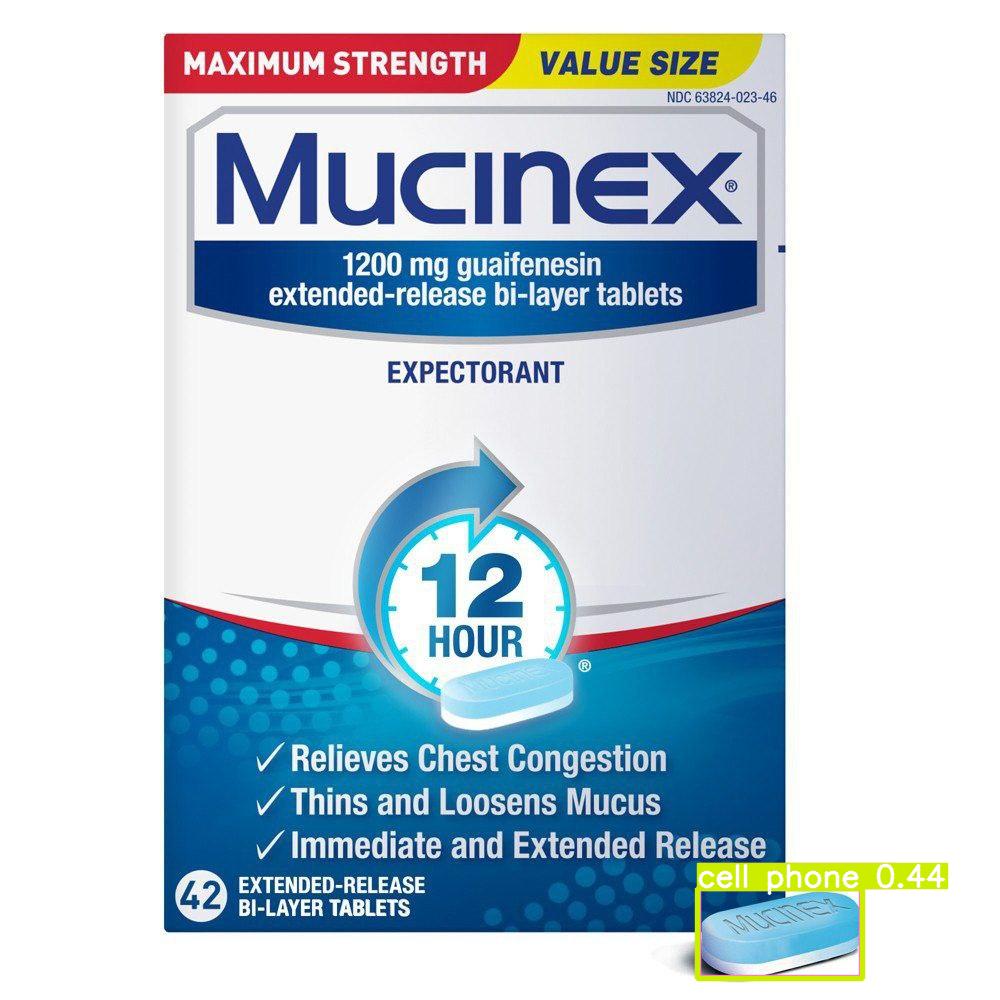 MAXIMUM STRENGTH
VALUE SIZE
NDC 63824-023-46
Mucinex®
1200 mg guaifenesin
extended-release bi-layer tablets
EXPECTORANT
12
HOUR
MUCINEX
®
Relieves Chest Congestion
Thins and Loosens Mucus
Immediate and Extended Release
42
EXTENDED-RELEASE
BI-LAYER TABLETS
cell phone 0.44
MUCINEX